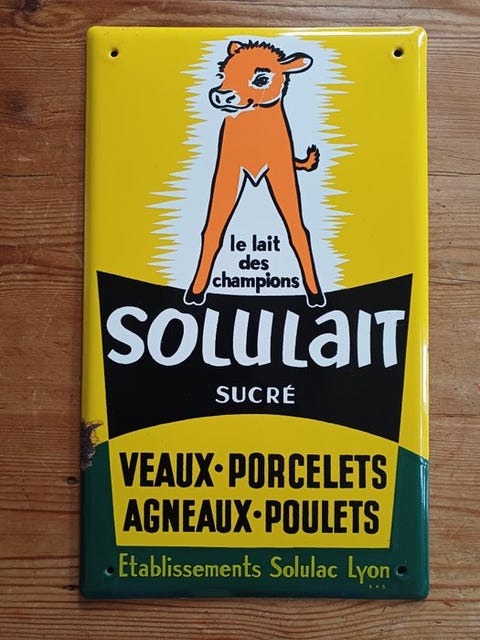 le lait
des
champions
SOLULAIT
SUCRÉ
VEAUX·PORCELETS
AGNEAUX·POULETS
Etablissements Solulac Lyon
E A S